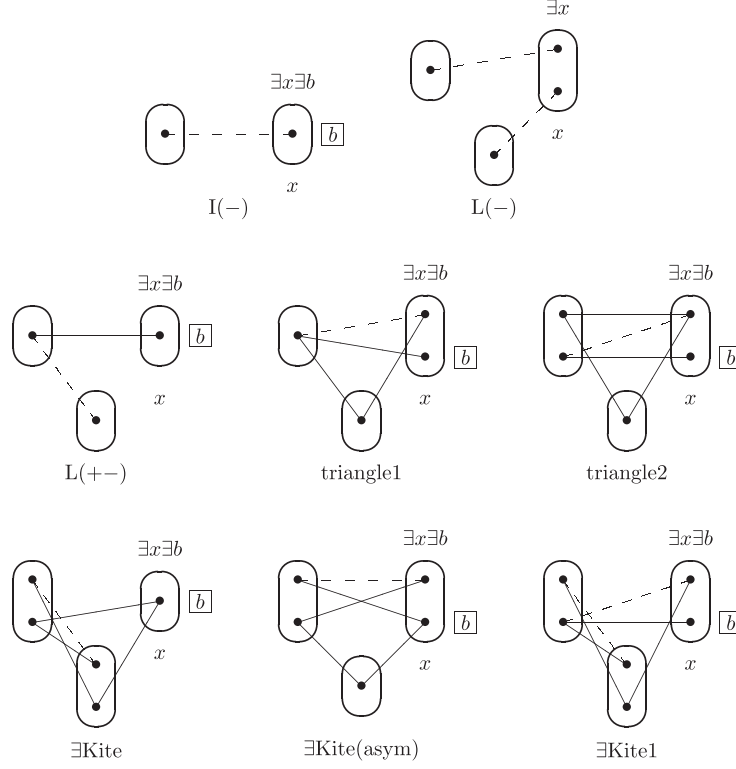 ∃x
∃x∃b
b
x
x
I(−)
L(−)
∃x∃b
∃x∃b
∃x∃b
b
b
b
x
x
x
L(+−)
triangle1
triangle2
∃x∃b
∃x∃b
∃x∃b
b
b
b
x
x
x
∃Kite
∃Kite(asym)
∃Kite1